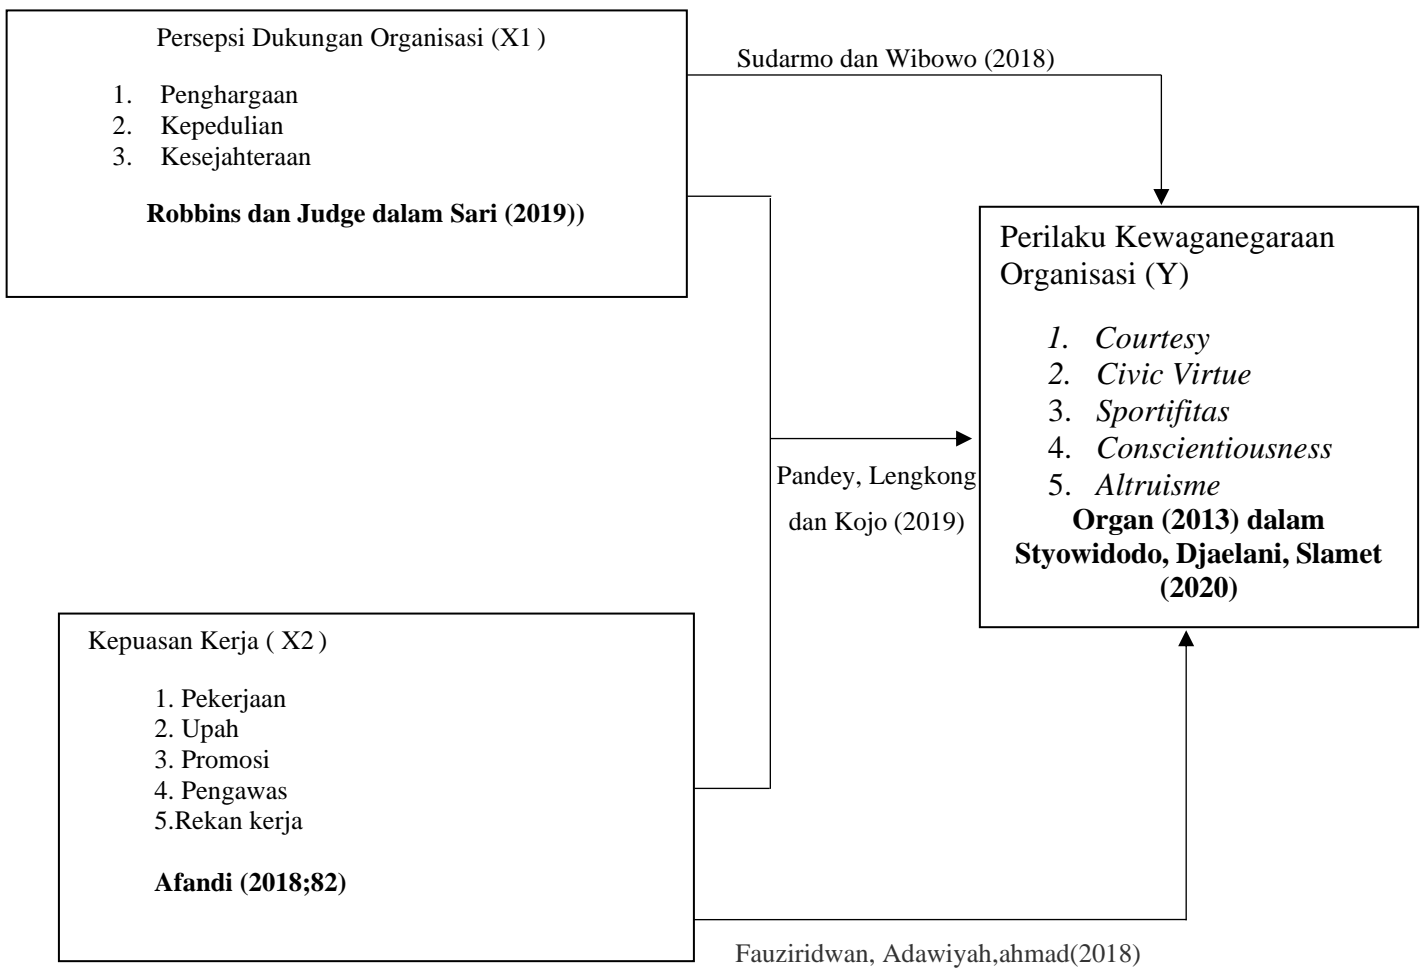 Persepsi Dukungan Organisasi (X1 )
1. Penghargaan
2. Kepedulian
3. Kesejahteraan
Robbins dan Judge dalam Sari (2019))
Sudarmo dan Wibowo (2018)
Perilaku Kewaganegaraan
Organisasi (Y)
1. Courtesy
2. Civic Virtue
3. Sportifitas
4. Conscientiousness
5. Altruisme
Organ (2013) dalam
Styowidodo, Djaelani, Slamet
(2020)
Pandey, Lengkong
dan Kojo (2019)
Kepuasan Kerja ( X2 )
1. Pekerjaan
2. Upah
3. Promosi
4. Pengawas
5.Rekan kerja
Afandi (2018;82)
Fauziridwan, Adawiyah,ahmad(2018)